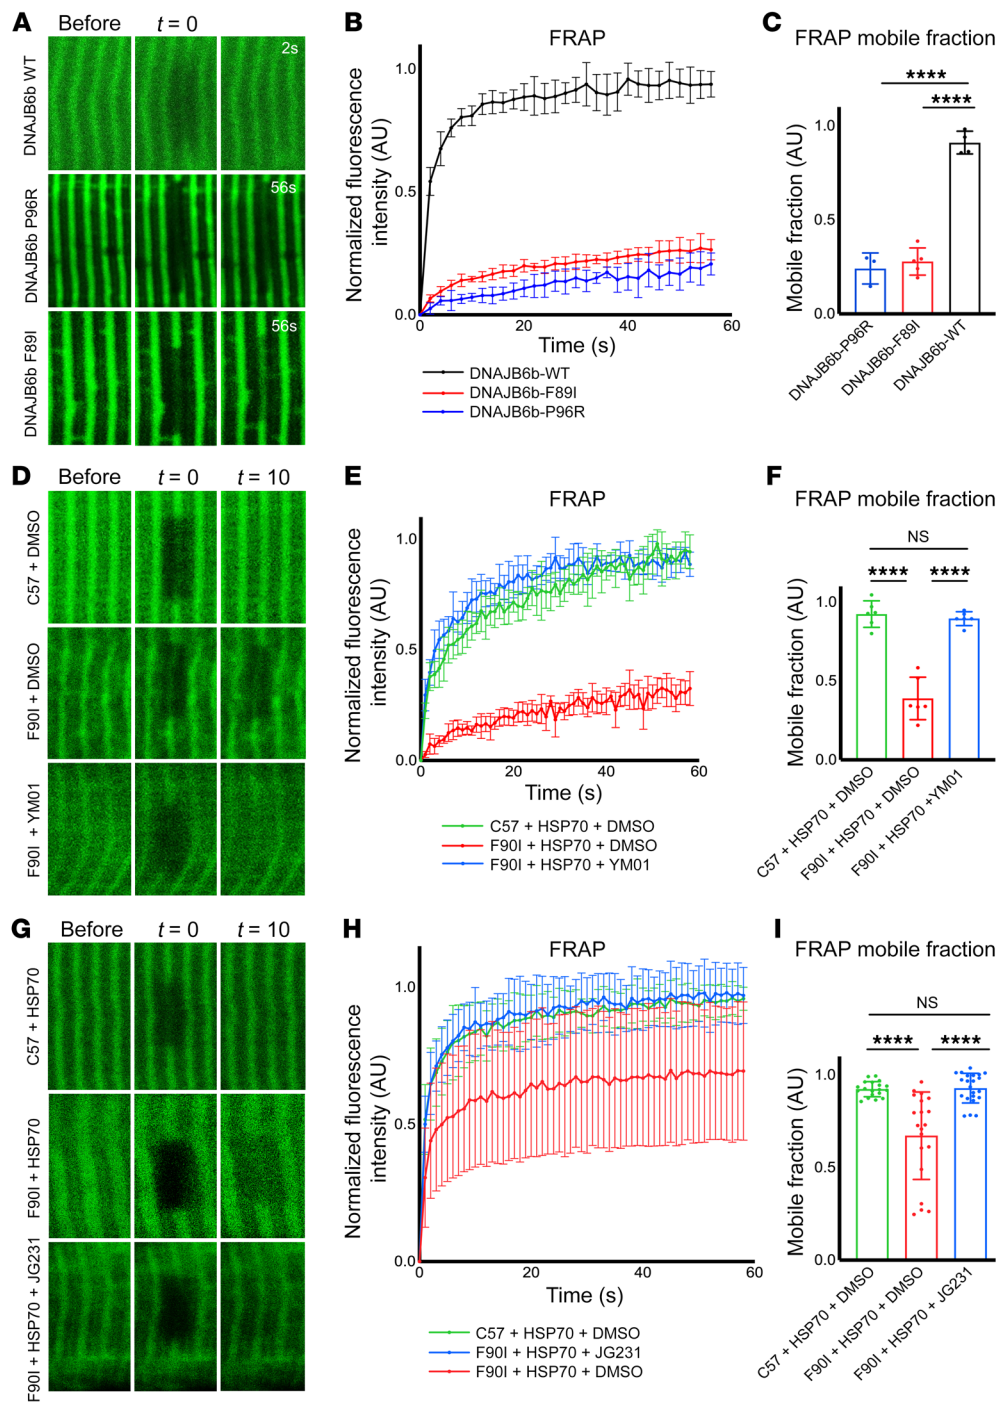 A
Before
t = 0
2s
DNAJB6b WT
56s
DNAJB6b P96R
56s
DNAJB6b F89I
B
FRAP
Normalized fluorescence
intensity (AU)
1.0
0.5
0.0
0
20
40
60
Time (s)
DNAJB6b-WT
DNAJB6b-F89I
DNAJB6b-P96R
C
FRAP mobile fraction
****
****
Mobile fraction (AU)
1.0
0.5
0.0
DNAJB6b-P96R
DNAJB6b-F89I
DNAJB6b-WT
D
Before
t = 0
t = 10
C57 + DMSO
F90I + DMSO
F90I + YM01
E
FRAP
Normalized fluorescence
intensity (AU)
1.0
0.5
0.0
0
20
40
60
Time (s)
C57 + HSP70 + DMSO
F90I + HSP70 + DMSO
F90I + HSP70 + YM01
F
FRAP mobile fraction
NS
****
****
Mobile fraction (AU)
1.0
0.5
0.0
C57 + HSP70 + DMSO
F90I + HSP70 + DMSO
F90I + HSP70 +YM01
G
Before
t = 0
t = 10
C57 + HSP70
F90I + HSP70
F90I + HSP70 + JG231
H
FRAP
Normalized fluorescence
intensity (AU)
1.0
0.5
0.0
0
20
40
60
Time (s)
C57 + HSP70 + DMSO
F90I + HSP70 + JG231
F90I + HSP70 + DMSO
I
FRAP mobile fraction
NS
****
****
Mobile fraction (AU)
1.0
0.5
0.0
C57 + HSP70 + DMSO
F90I + HSP70 + DMSO
F90I + HSP70 + JG231